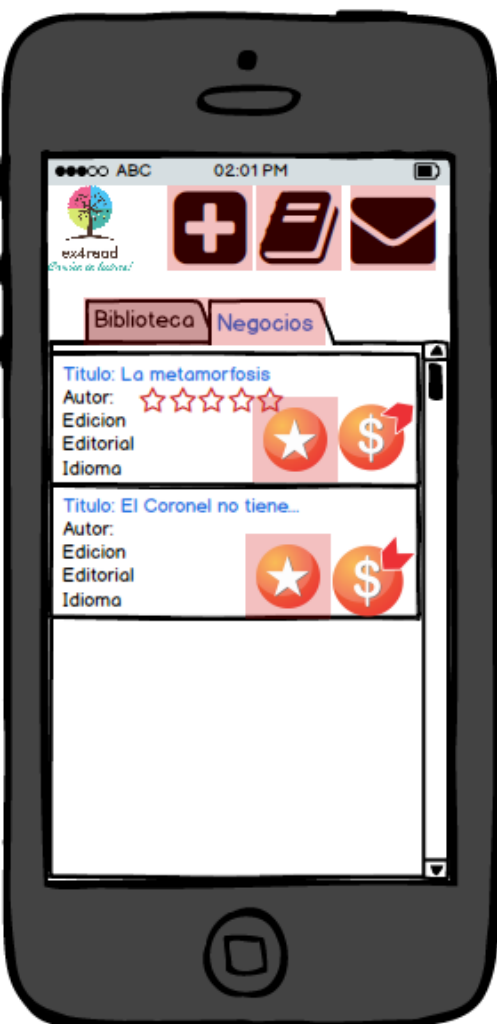 ABC 02:01 PM
ex4read
Biblioteca Negocios
Titulo: La metamorfosis
Autor:
Edicion
Editorial
Idioma
Titulo: El Coronel no tiene...
Autor:
Edicion
Editorial
Idioma